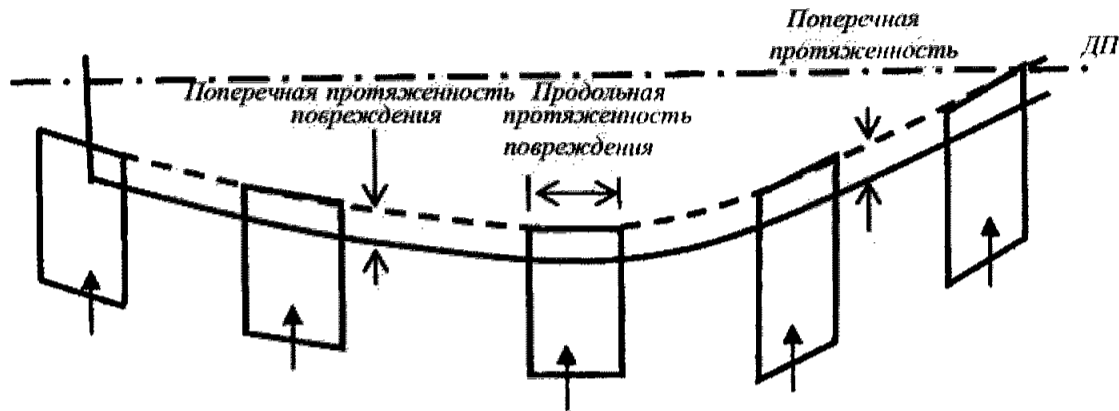 Поперечная
протяженность
ДП
Поперечная протяженность
повреждения
Продольная
протяженность
повреждения